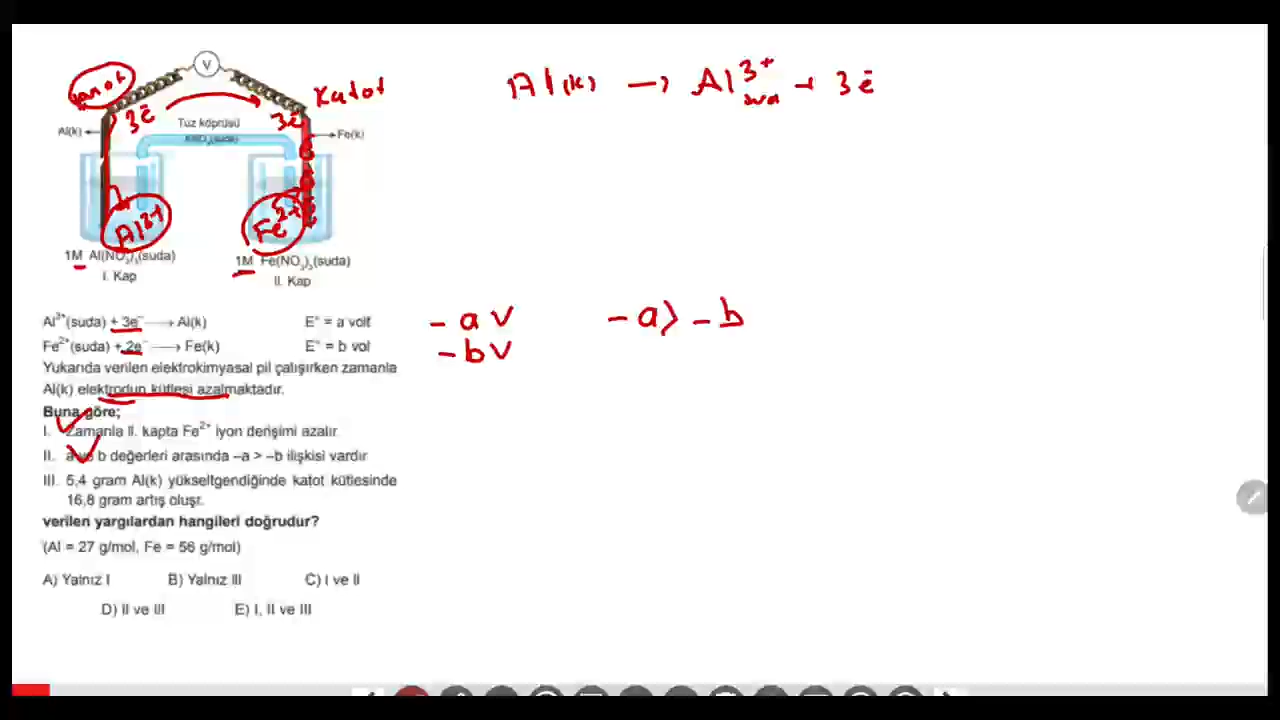 V
anot
Katot
3ē
3ē
Al(k) → Al³⁺ suda + 3ē
Al(k)
Tuz köprüsü
KNO₃(suda)
Fe(k)
Al³⁺
Fe²⁺
1M Al(NO₃)₃(suda)
1M Fe(NO₃)₂(suda)
I. Kap
II. Kap
Al³⁺(suda) + 3e⁻ → Al(k) E° = a volt
Fe²⁺(suda) + 2e⁻ → Fe(k) E° = b vol
- a V
- b V
- a > - b
Yukarıda verilen elektrokimyasal pil çalışırken zamanla
Al(k) elektrodun kütlesi azalmaktadır.
Buna göre;
I. Zamanla II. kapta Fe²⁺ iyon derişimi azalır.
II. a ve b değerleri arasında –a > –b ilişkisi vardır
III. 5,4 gram Al(k) yükseltgendiğinde katot kütlesinde
16,8 gram artış oluşr.
verilen yargılardan hangileri doğrudur?
(Al = 27 g/mol, Fe = 56 g/mol)
A) Yalnız I B) Yalnız III C) I ve II
D) II ve III E) I, II ve III